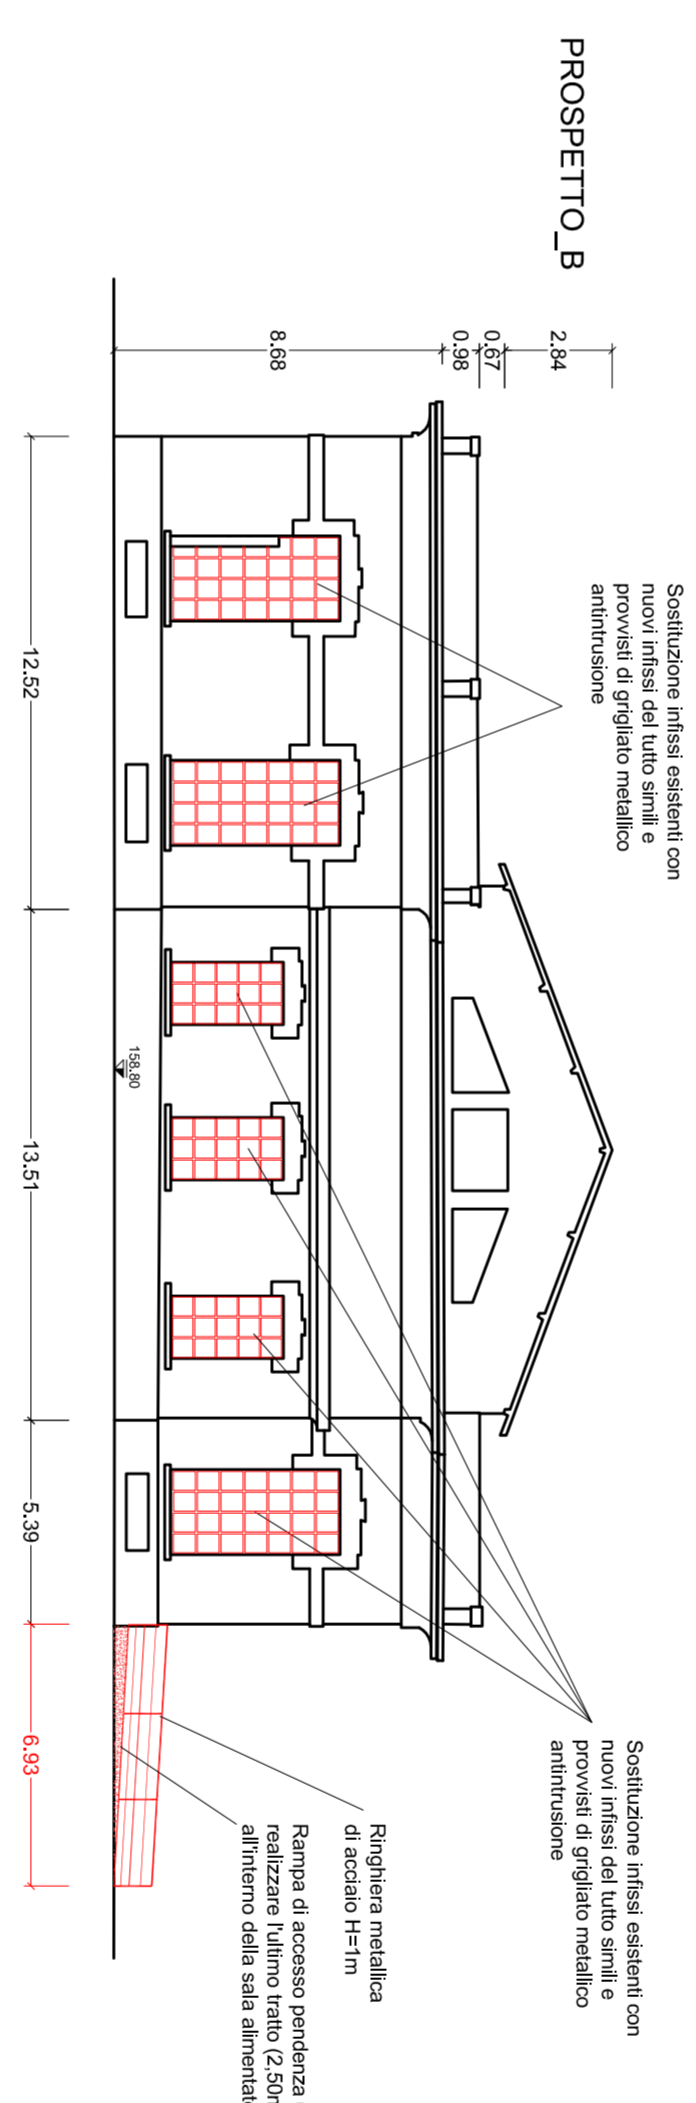 PROSPETTO_B
Sostituzione infissi esistenti con
nuovi infissi del tutto simili e
provvisti di grigliato metallico
antintrusione
2.84
0.67
0.98
8.68
158.80
12.52
13.51
5.39
6.93
Sostituzione infissi esistenti con
nuovi infissi del tutto simili e
provvisti di grigliato metallico
antintrusione
Ringhiera metallica
di acciaio H=1m
Rampa di accesso pendenza
realizzare l'ultimo tratto (2,50m
all'interno della sala alimentat